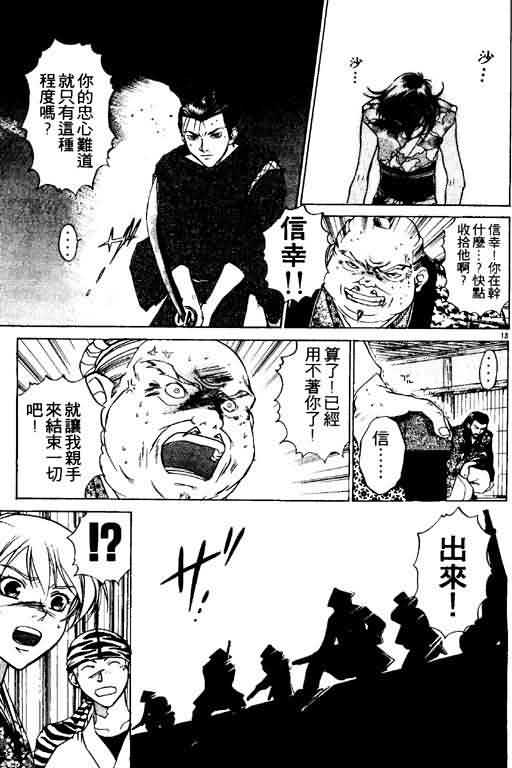 沙…
沙…
信幸！你在幹
什麼…？快點
收拾他啊？
信幸！！
你的忠心難道
就只有這種
程度嗎？
…
13
…
信……
算了！已經
用不著你了！
就讓我親手
來結束一切
吧！
出來！
！？